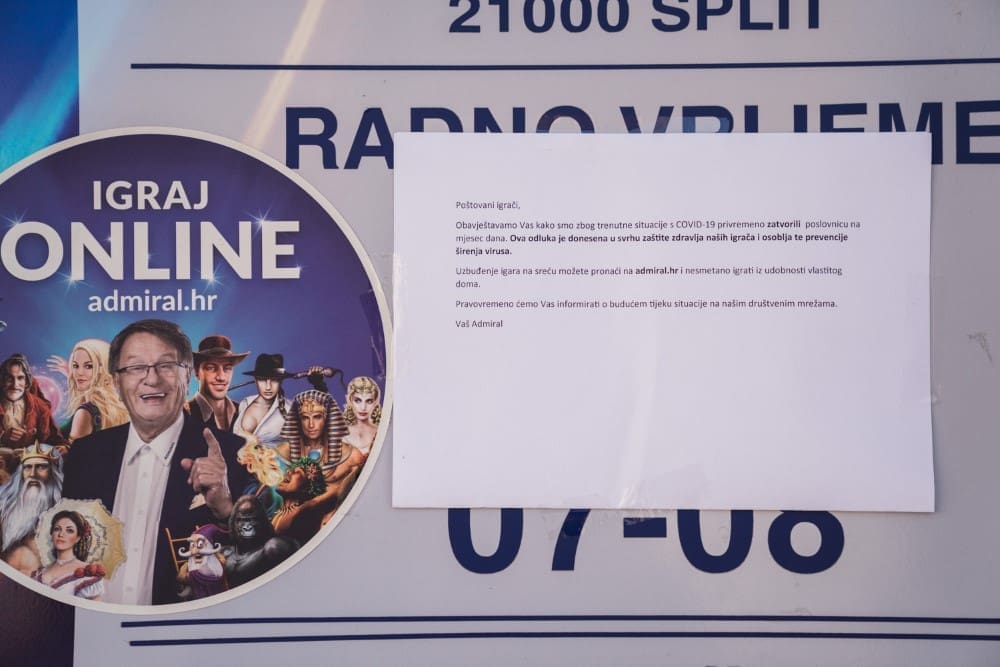 21000 SPLIT
RADNO VRIJEME
IGRAJ
ONLINE
admiral.hr
Poštovani igrači,
Obavještavamo Vas kako smo zbog trenutne situacije s COVID-19 privremeno zatvorili poslovnicu na
mjesec dana. Ova odluka je donesena u svrhu zaštite zdravlja naših igrača i osoblja te prevencije
širenja virusa.
Uzbuđenje igara na sreću možete pronaći na admiral.hr i nesmetano igrati iz udobnosti vlastitog
doma.
Pravovremeno ćemo Vas informirati o budućem tijeku situacije na našim društvenim mrežama.
Vaš Admiral
07-08